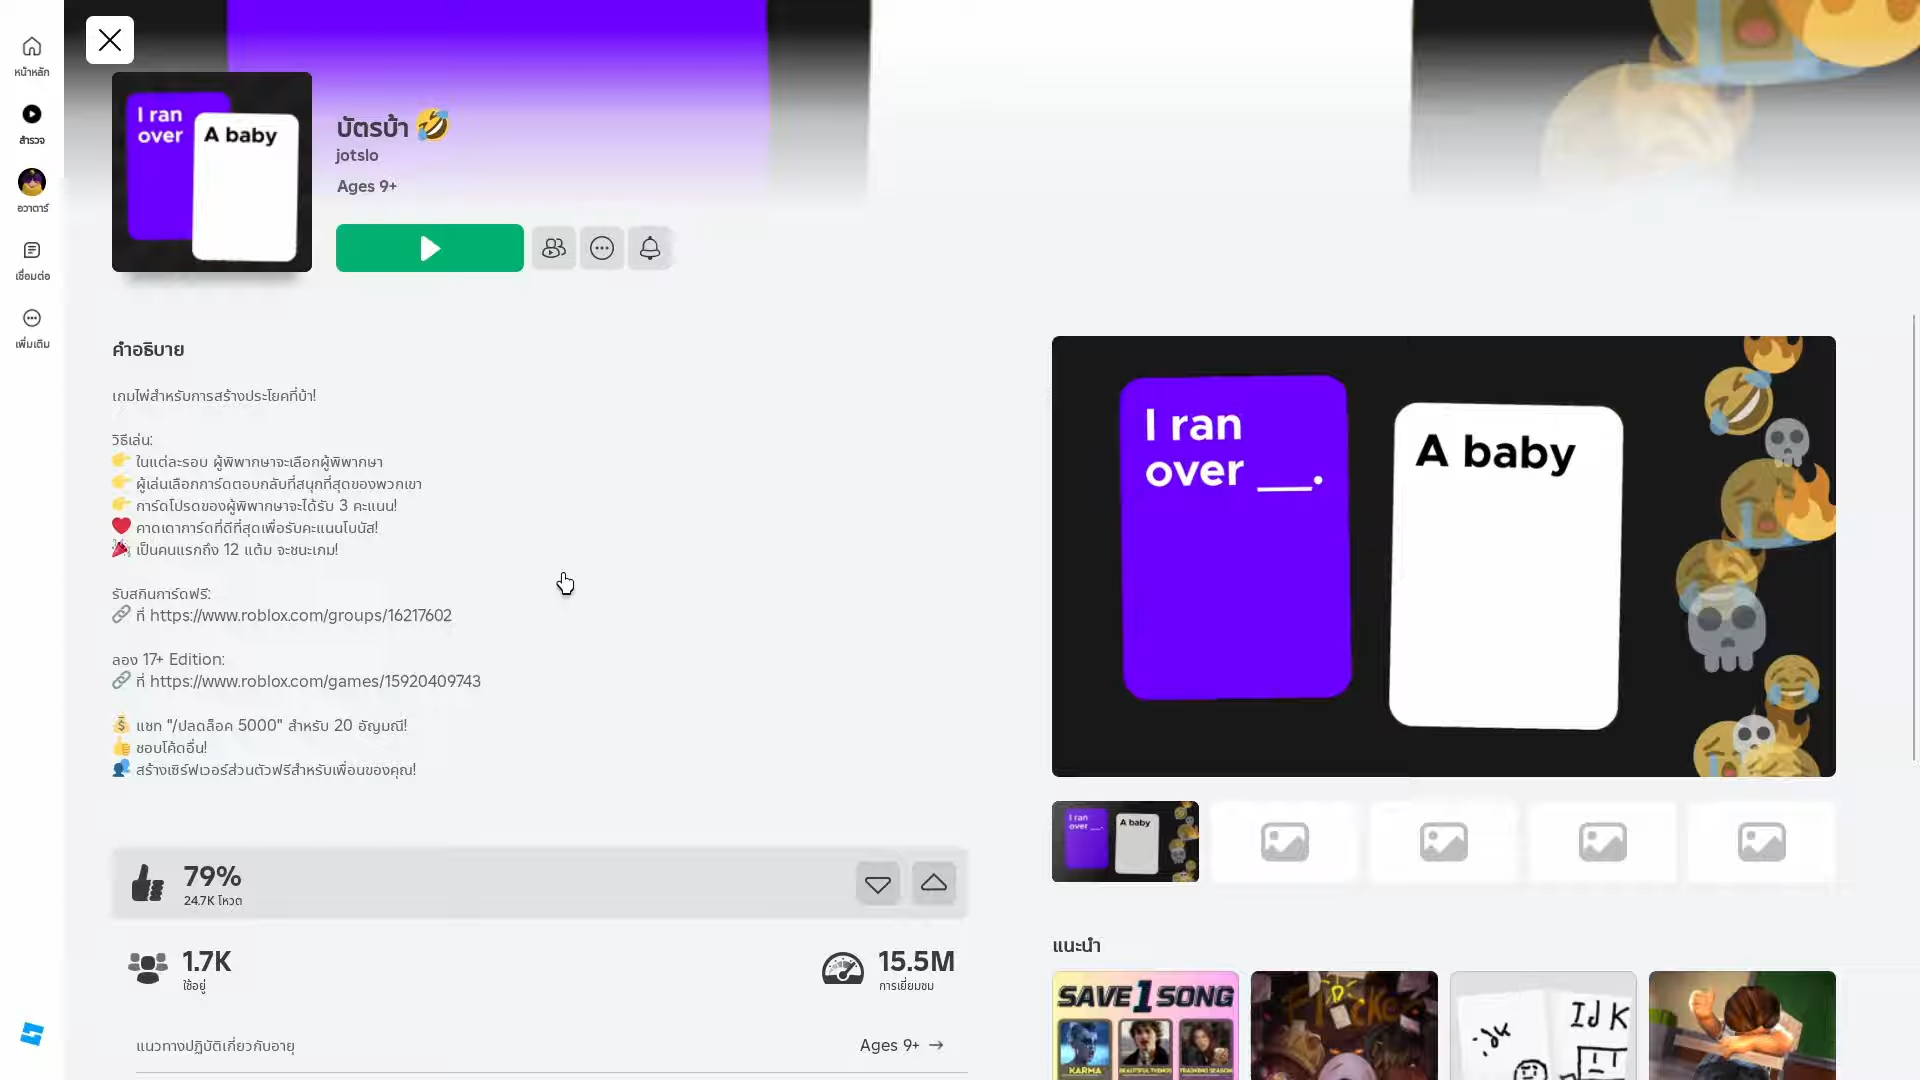 หน้าหลัก
สำรวจ
อวาตาร์
เชื่อมต่อ
เพิ่มเติม
I ran
over
A baby
บัตรบ้า 🤣
jotslo
Ages 9+
คำอธิบาย
เกมไพ่สำหรับการสร้างประโยคที่บ้า!
วิธีเล่น:
👉 ในแต่ละรอบ ผู้พิพากษาจะเลือกผู้พิพากษา
👉 ผู้เล่นเลือกการ์ดตอบกลับที่สนุกที่สุดของพวกเขา
👉 การ์ดโปรดของผู้พิพากษาจะได้รับ 3 คะแนน!
❤️ คาดเดาการ์ดที่ดีที่สุดเพื่อรับคะแนนโบนัส!
🎉 เป็นคนแรกถึง 12 แต้ม จะชนะเกม!
รับสกินการ์ดฟรี:
🔗 ที่ https://www.roblox.com/groups/16217602
ลอง 17+ Edition:
🔗 ที่ https://www.roblox.com/games/15920409743
💰 แชท "/ปลดล็อค 5000" สำหรับ 20 อัญมณี!
👍 ชอบโค้ดอื่น!
👥 สร้างเซิร์ฟเวอร์ส่วนตัวฟรีสำหรับเพื่อนของคุณ!
79%
24.7K โหวต
1.7K
ใช้อยู่
15.5M
การเยี่ยมชม
แนวทางปฏิบัติเกี่ยวกับอายุ
Ages 9+ →
I ran
over ___.
A baby
I ran
over ___.
A baby
แนะนำ
SAVE 1 SONG
KARMA
BEAUTIFUL THINGS
TRAINING SEASON
IJK